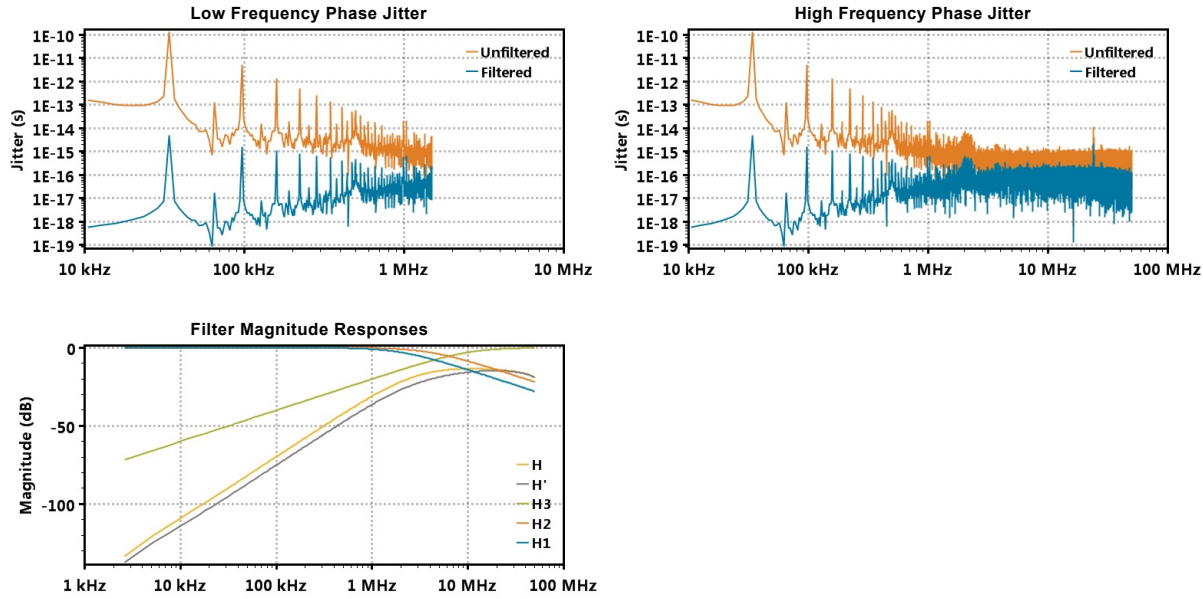 Low Frequency Phase Jitter
Jitter (s)
1E-10
1E-11
1E-12
1E-13
1E-14
1E-15
1E-16
1E-17
1E-18
1E-19
Unfiltered
Filtered
10 kHz 100 kHz 1 MHz 10 MHz
High Frequency Phase Jitter
Jitter (s)
1E-10
1E-11
1E-12
1E-13
1E-14
1E-15
1E-16
1E-17
1E-18
1E-19
Unfiltered
Filtered
10 kHz 100 kHz 1 MHz 10 MHz 100 MHz
Filter Magnitude Responses
Magnitude (dB)
0
-50
-100
H
H'
H3
H2
H1
1 kHz 10 kHz 100 kHz 1 MHz 10 MHz 100 MHz